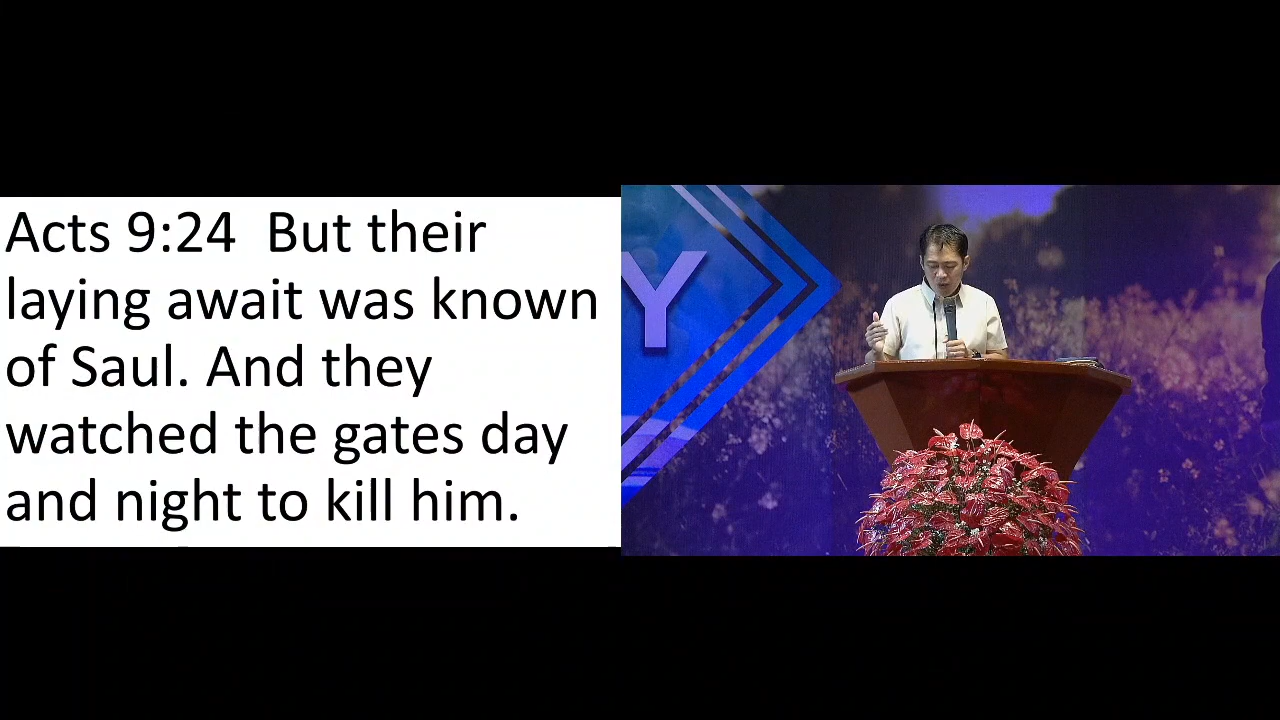 Acts 9:24  But their
laying await was known
of Saul. And they
watched the gates day
and night to kill him.
Y